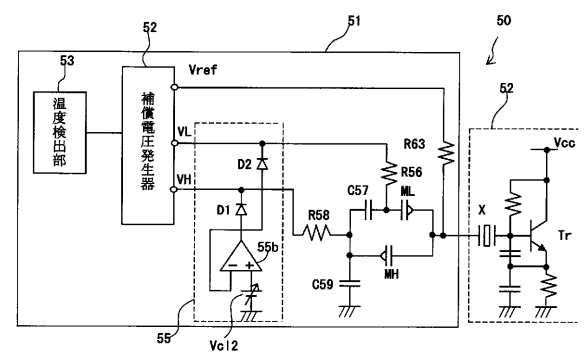 50
51
52
53
温度検出部
補償電圧発生器
Vref
VL
VH
D2
D1
55b
55
Vcl2
R58
C57
ML
R56
R63
C59
MH
X
52
Vcc
Tr